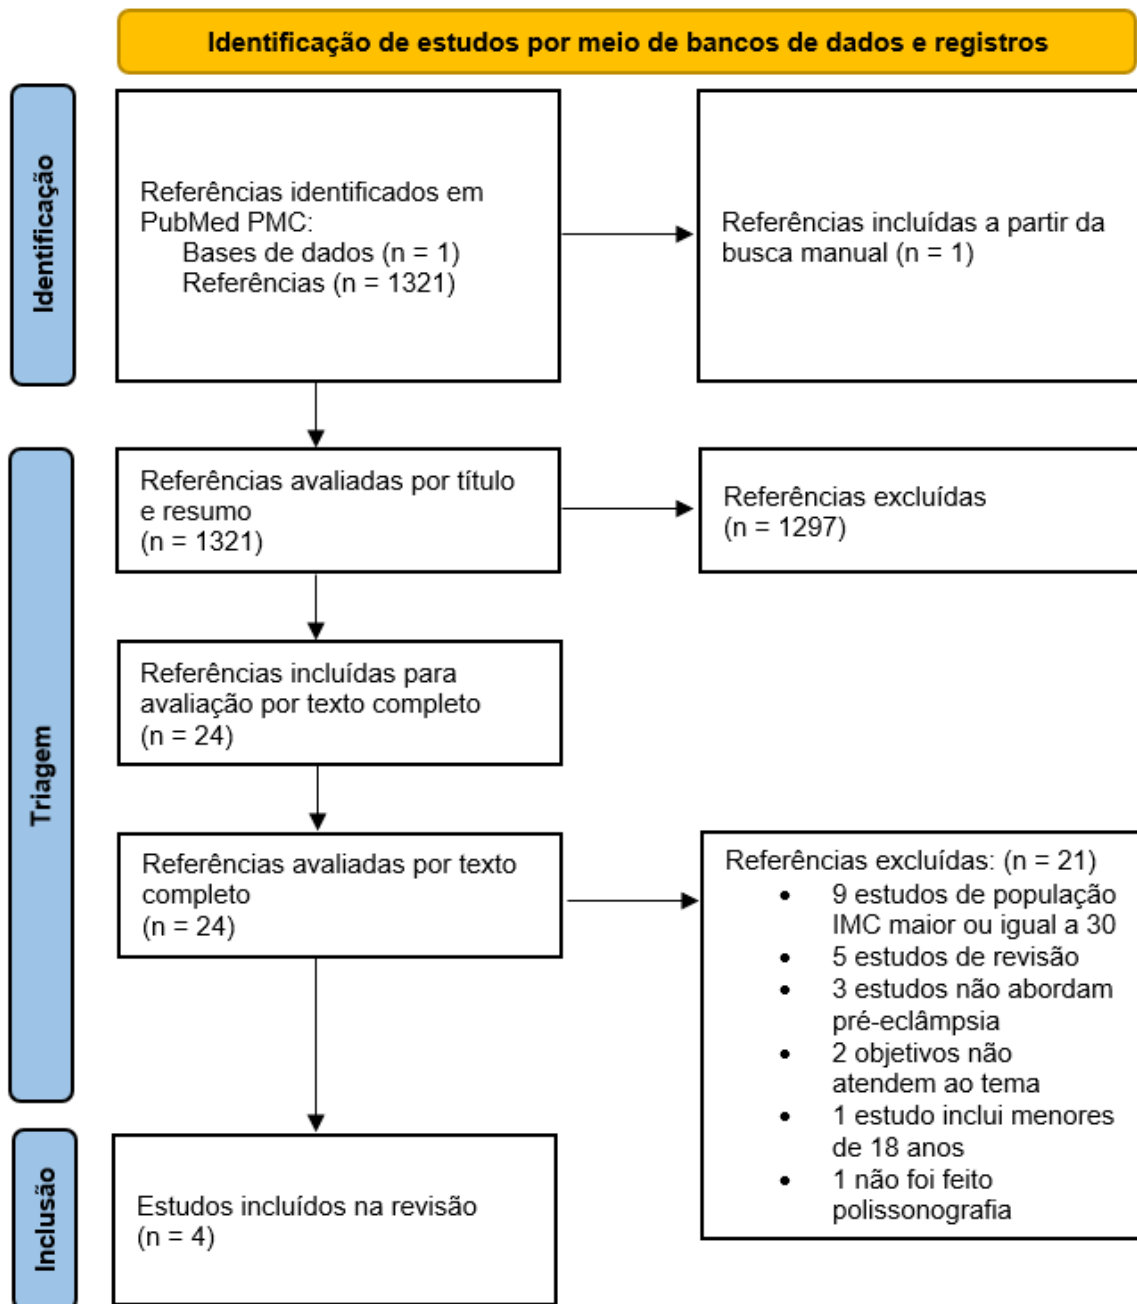 Identificação de estudos por meio de bancos de dados e registros
Identificação
Referências identificados em
PubMed PMC:
Bases de dados (n = 1)
Referências (n = 1321)
Referências incluídas a partir da
busca manual (n = 1)
Triagem
Referências avaliadas por título
e resumo
(n = 1321)
Referências excluídas
(n = 1297)
Referências incluídas para
avaliação por texto completo
(n = 24)
Referências avaliadas por texto
completo
(n = 24)
Referências excluídas: (n = 21)
• 9 estudos de população
IMC maior ou igual a 30
• 5 estudos de revisão
• 3 estudos não abordam
pré-eclâmpsia
• 2 objetivos não
atendem ao tema
• 1 estudo inclui menores
de 18 anos
• 1 não foi feito
polissonografia
Inclusão
Estudos incluídos na revisão
(n = 4)